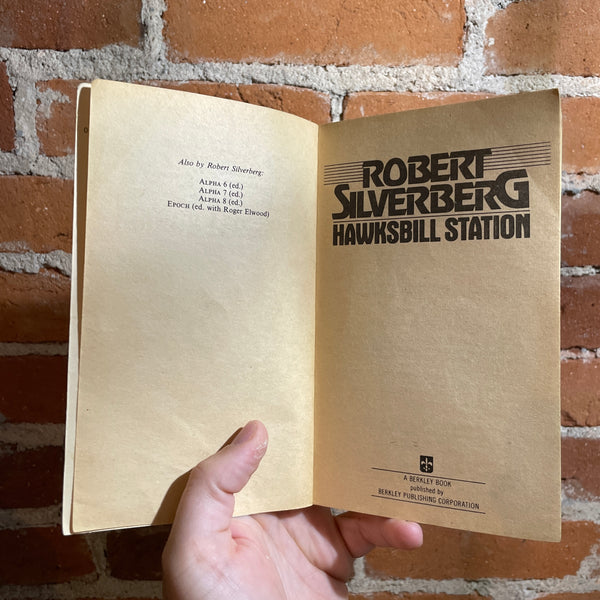 Also by Robert Silverberg:
ALPHA 6 (ed.)
ALPHA 7 (ed.)
ALPHA 8 (ed.)
EPOCH (ed. with Roger Elwood)
ROBERT
SILVERBERG
HAWKSBILL STATION
A BERKLEY BOOK
published by
BERKLEY PUBLISHING CORPORATION